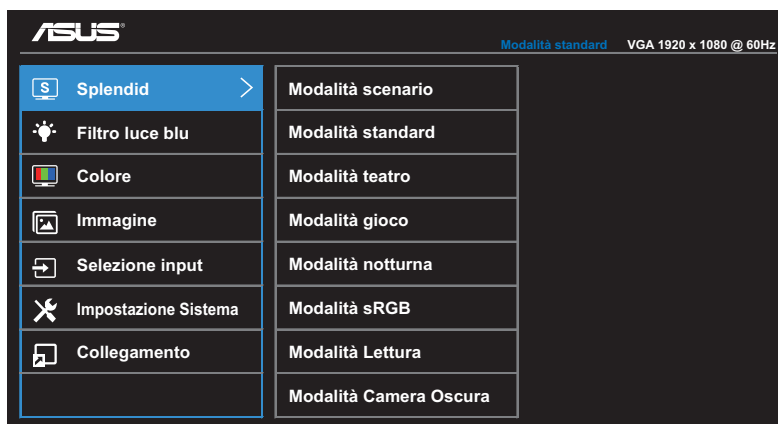 ASUS
Modalità standard VGA 1920 x 1080 @ 60Hz
S Splendid
Filtro luce blu
Colore
Immagine
Selezione input
Impostazione Sistema
Collegamento
Modalità scenario
Modalità standard
Modalità teatro
Modalità gioco
Modalità notturna
Modalità sRGB
Modalità Lettura
Modalità Camera Oscura